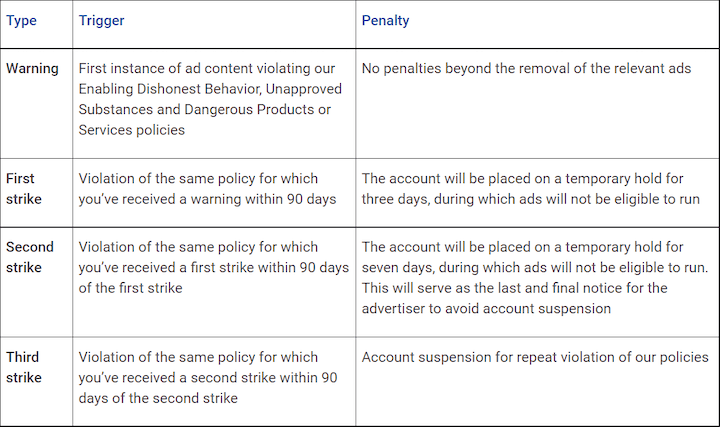 Type Trigger Penalty
Warning First instance of ad content violating our No penalties beyond the removal of the relevant ads
Enabling Dishonest Behavior, Unapproved
Substances and Dangerous Products or
Services policies
First Violation of the same policy for which The account will be placed on a temporary hold for
strike you’ve received a warning within 90 days three days, during which ads will not be eligible to run
Second Violation of the same policy for which The account will be placed on a temporary hold for
strike you’ve received a first strike within 90 days seven days, during which ads will not be eligible to run.
of the first strike This will serve as the last and final notice for the
advertiser to avoid account suspension
Third Violation of the same policy for which Account suspension for repeat violation of our policies
strike you’ve received a second strike within 90
days of the second strike